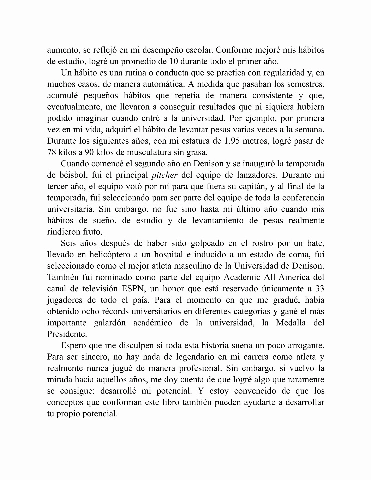 aumento, se reflejó en mi desempeño escolar. Conforme mejoré mis hábitos
de estudio, logré un promedio de 10 durante todo el primer año.
Un hábito es una rutina o conducta que se practica con regularidad y, en
muchos casos, de manera automática. A medida que pasaban los semestres,
acumulé pequeños hábitos que repetía de manera consistente y que,
eventualmente, me llevaron a conseguir resultados que ni siquiera hubiera
podido imaginar cuando entré a la universidad. Por ejemplo, por primera
vez en mi vida, adquirí el hábito de levantar pesas varias veces a la semana.
Durante los siguientes años, con mi estatura de 1.95 metros, logré pasar de
78 kilos a 90 kilos de musculatura sin grasa.
Cuando comencé el segundo año en Denison y se inauguró la temporada
de béisbol, fui el principal pitcher del equipo de lanzadores. Durante mi
tercer año, el equipo votó por mí para que fuera su capitán, y al final de la
temporada, fui seleccionado para ser parte del equipo de toda la conferencia
universitaria. Sin embargo, no fue sino hasta mi último año cuando mis
hábitos de sueño, de estudio y de levantamiento de pesas realmente
rindieron fruto.
Seis años después de haber sido golpeado en el rostro por un bate,
llevado en helicóptero a un hospital e inducido a un estado de coma, fui
seleccionado como el mejor atleta masculino de la Universidad de Denison.
También fui nominado como parte del equipo Academic All-America del
canal de televisión ESPN, un honor que está reservado únicamente a 33
jugadores de todo el país. Para el momento en que me gradué, había
obtenido ocho récords universitarios en diferentes categorías y gané el más
importante galardón académico de la universidad, la Medalla del
Presidente.
Espero que me disculpen si toda esta historia suena un poco arrogante.
Para ser sincero, no hay nada de legendario en mi carrera como atleta y
realmente nunca jugué de manera profesional. Sin embargo, si vuelvo la
mirada hacia aquellos años, me doy cuenta de que logré algo que raramente
se consigue: desarrollé mi potencial. Y estoy convencido de que los
conceptos que conforman este libro también pueden ayudarte a desarrollar
tu propio potencial.